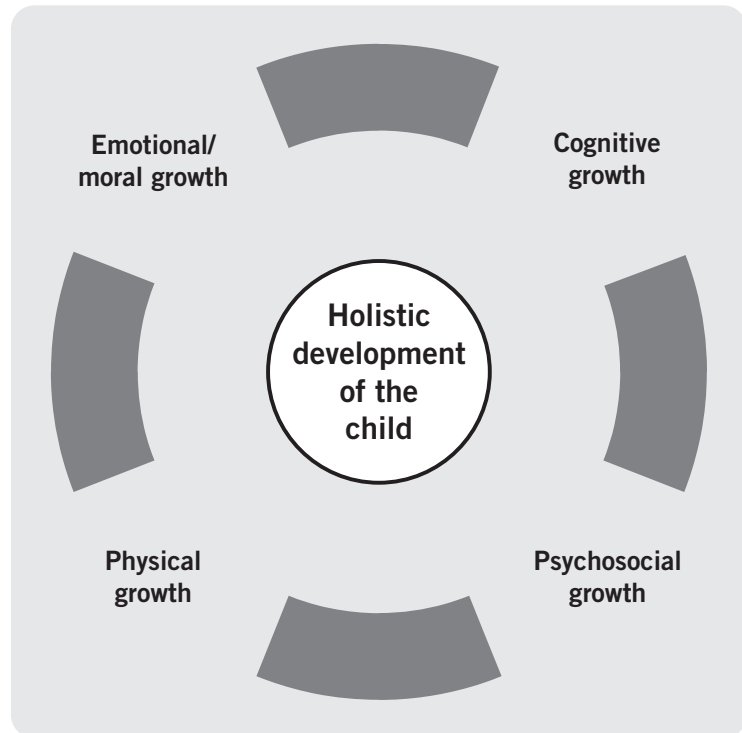 Emotional/
moral growth
Cognitive
growth
Holistic
development
of the
child
Physical
growth
Psychosocial
growth